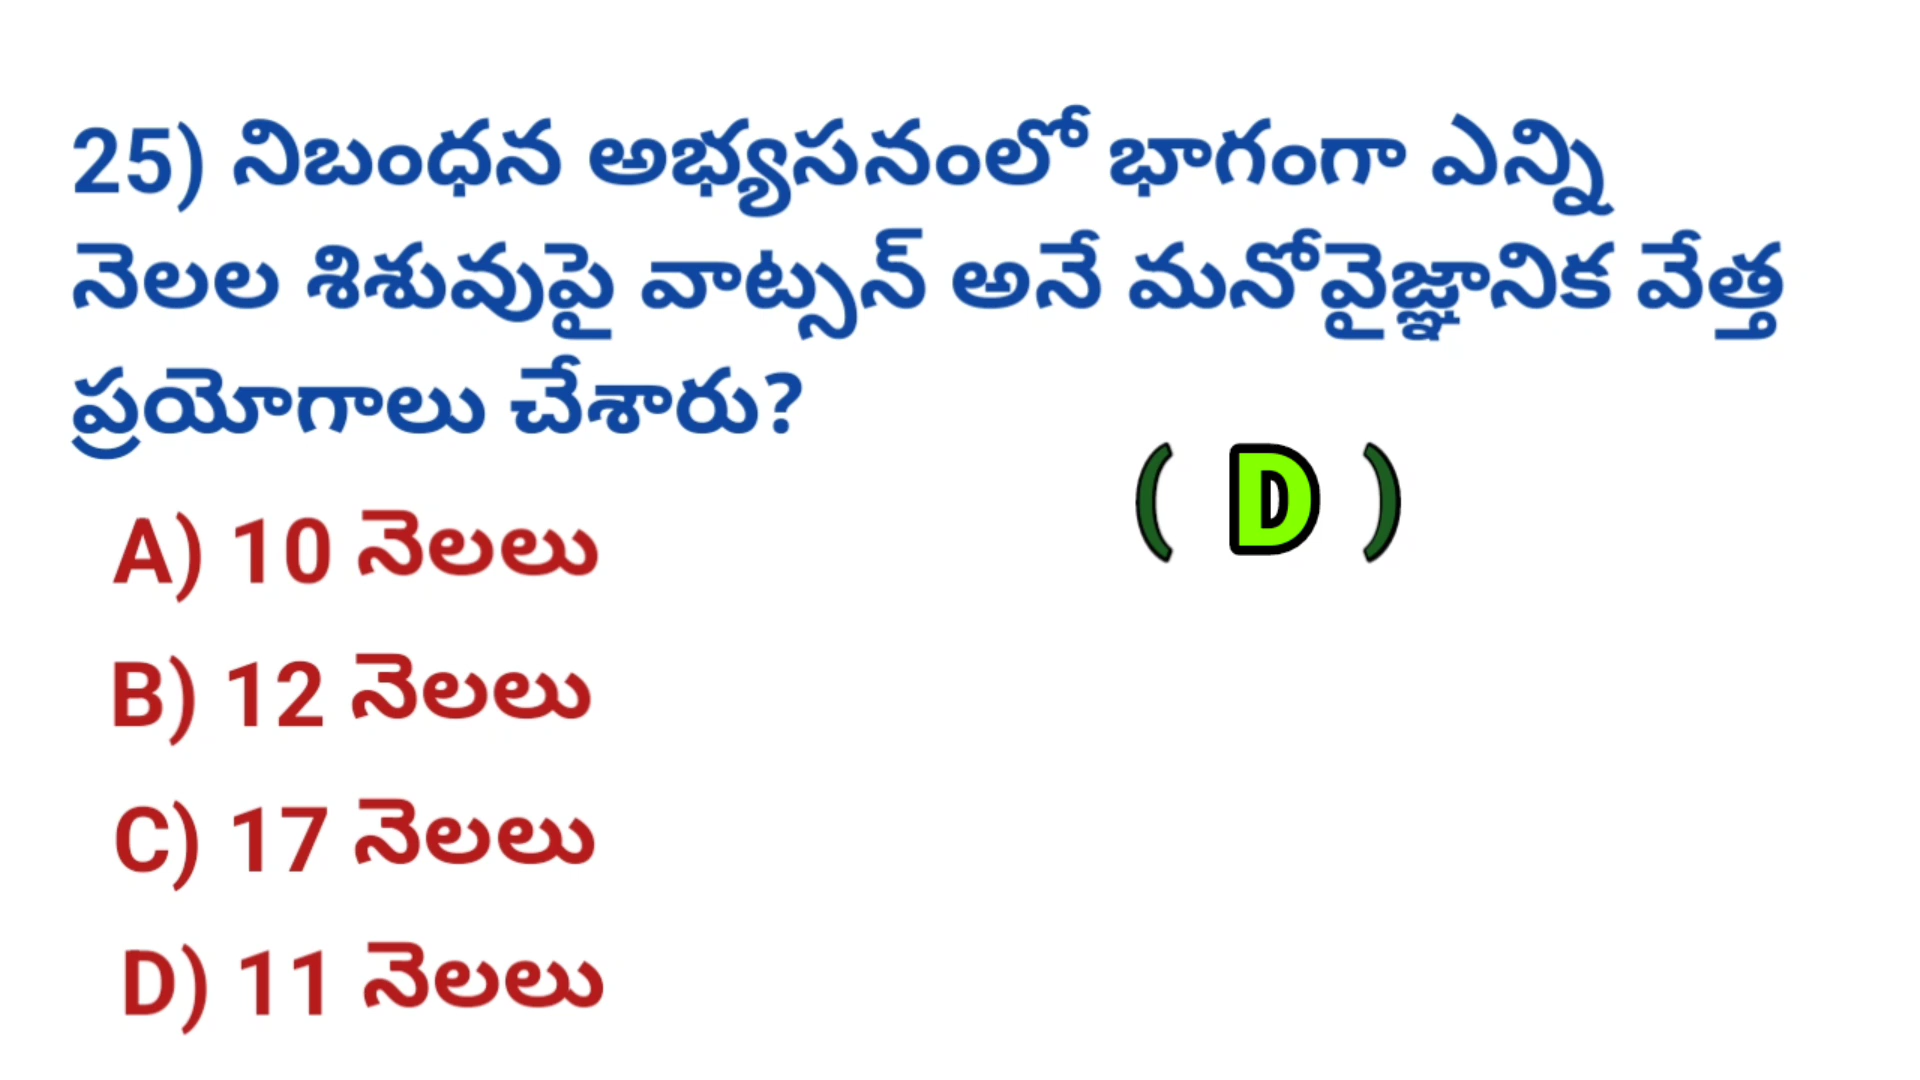 25) నిబంధన అభ్యసనంలో భాగంగా ఎన్ని
నెలల శిశువుపై వాట్సన్ అనే మనోవైజ్ఞానిక వేత్త
ప్రయోగాలు చేశారు?
( D )
A) 10 నెలలు
B) 12 నెలలు
C) 17 నెలలు
D) 11 నెలలు